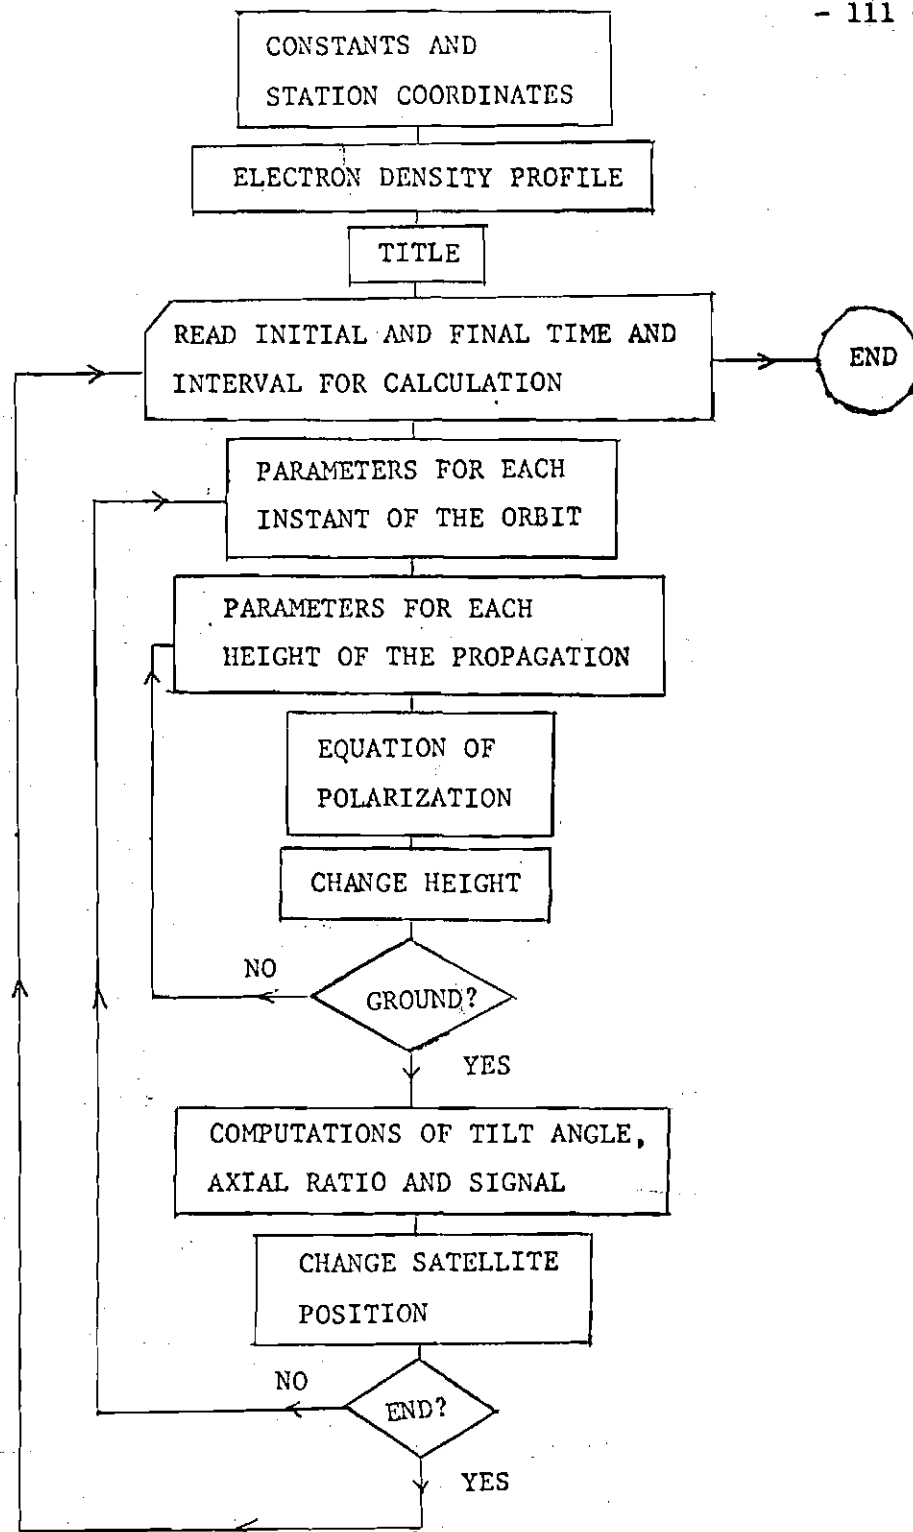 - 111
CONSTANTS AND
STATION COORDINATES
ELECTRON DENSITY PROFILE
TITLE
READ INITIAL AND FINAL TIME AND
INTERVAL FOR CALCULATION
END
PARAMETERS FOR EACH
INSTANT OF THE ORBIT
PARAMETERS FOR EACH
HEIGHT OF THE PROPAGATION
EQUATION OF
POLARIZATION
CHANGE HEIGHT
NO
GROUND?
YES
COMPUTATIONS OF TILT ANGLE,
AXIAL RATIO AND SIGNAL
CHANGE SATELLITE
POSITION
NO
END?
YES